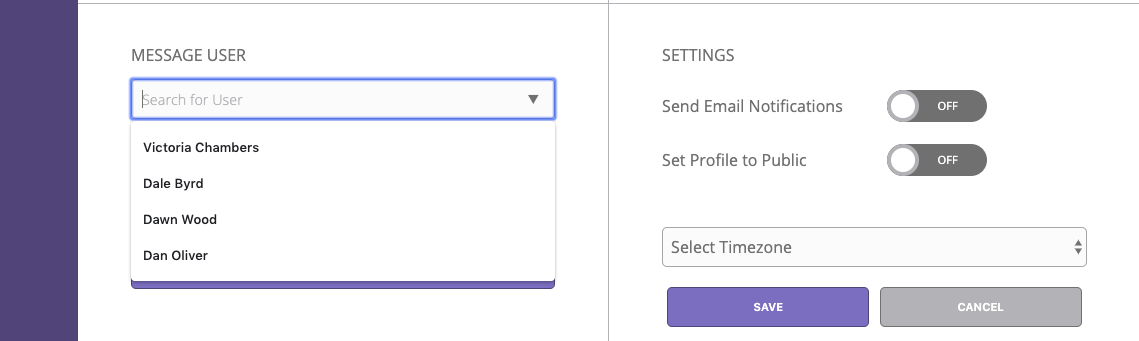 MESSAGE USER
Search for User
Victoria Chambers
Dale Byrd
Dawn Wood
Dan Oliver
SETTINGS
Send Email Notifications
OFF
Set Profile to Public
OFF
Select Timezone
SAVE
CANCEL